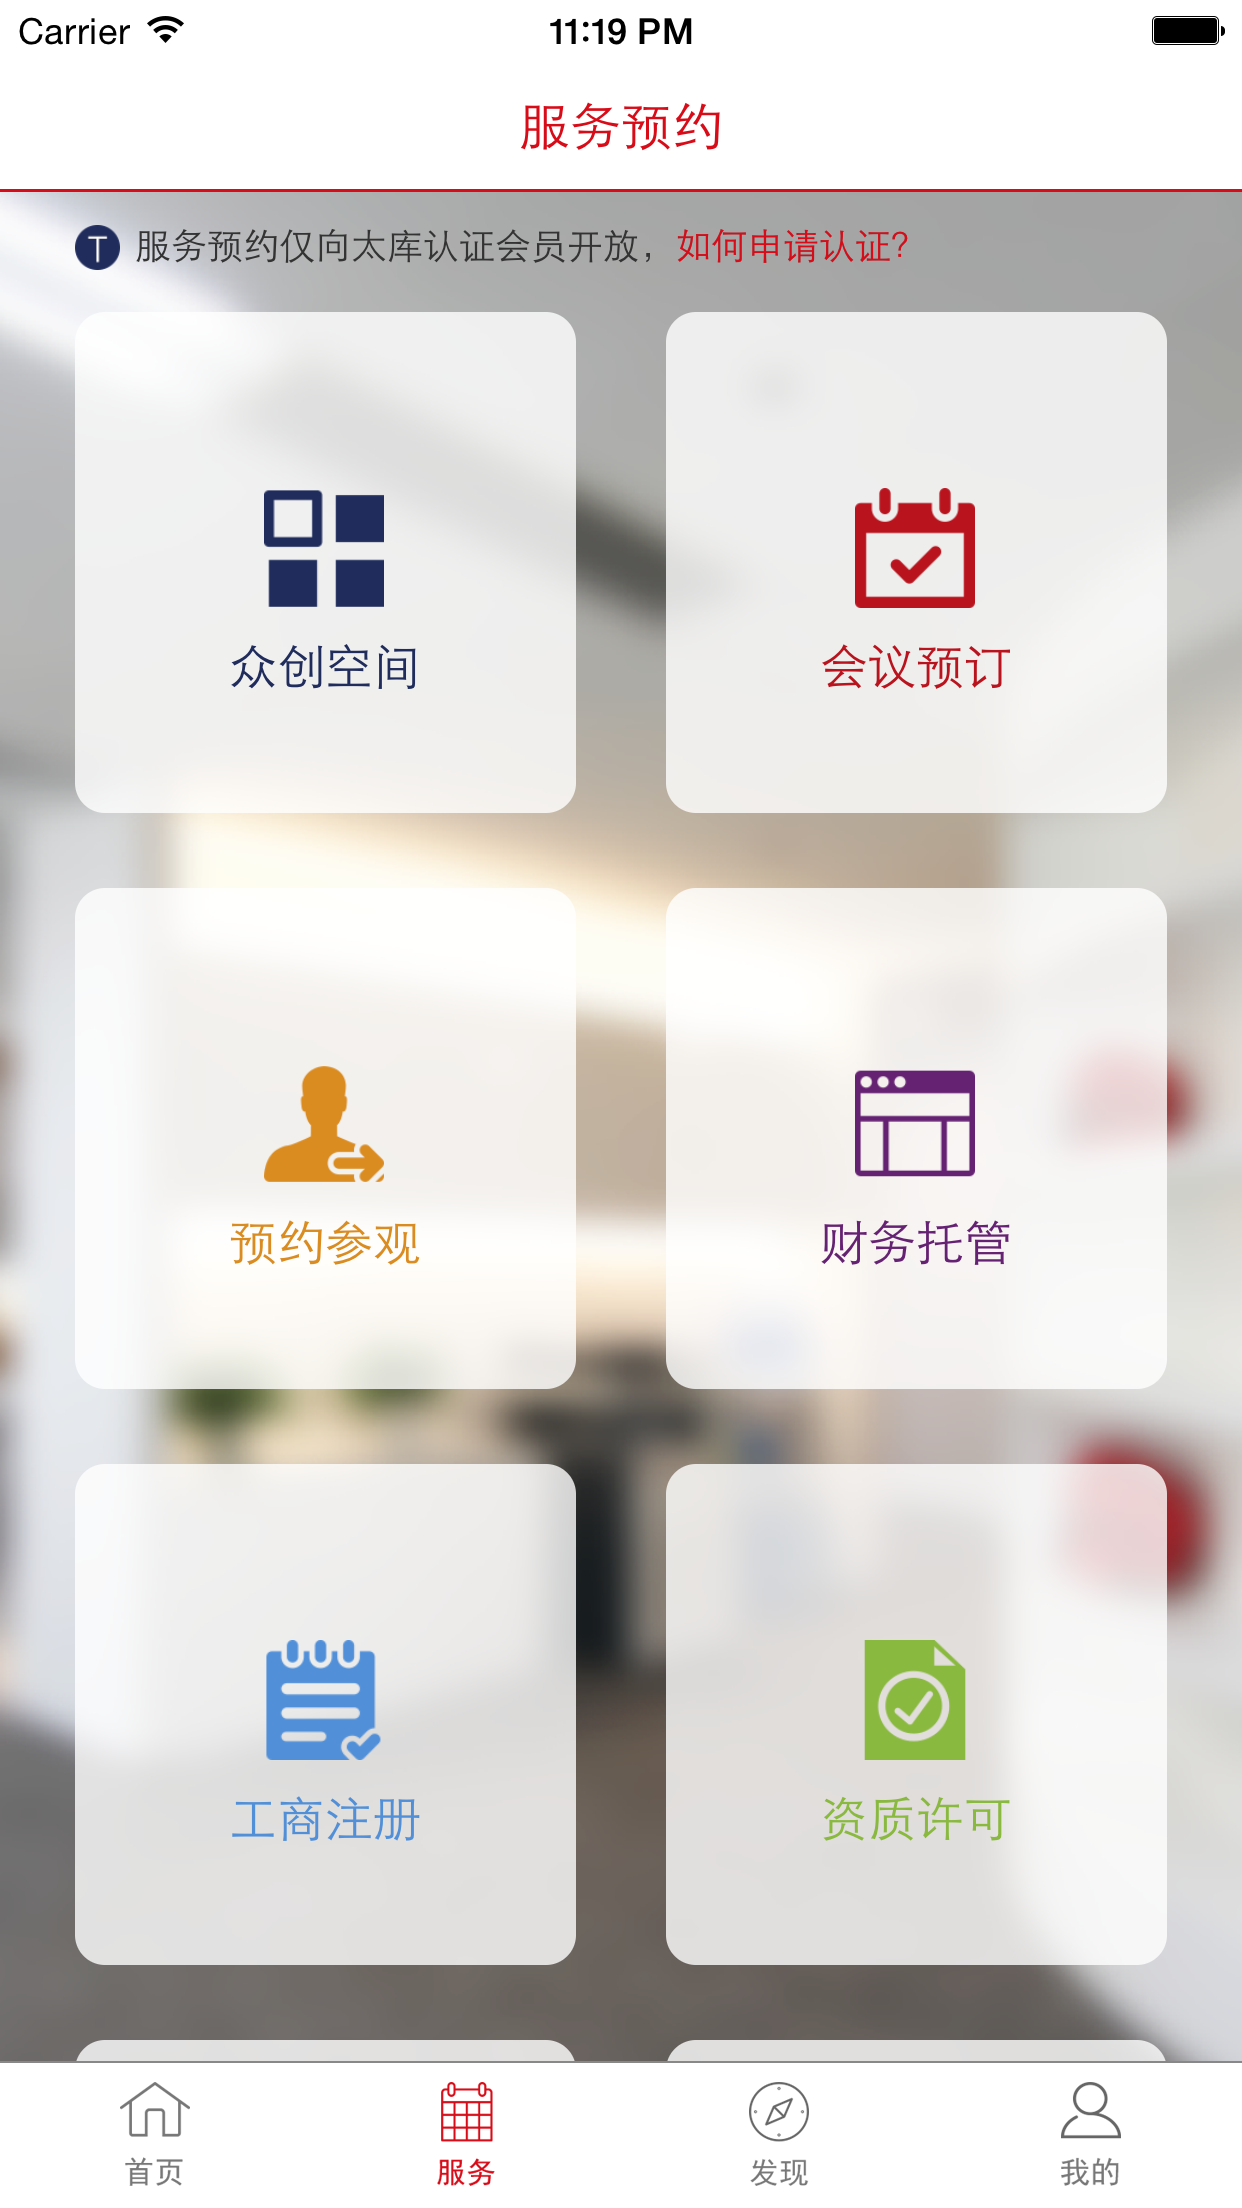 Carrier 11:19 PM
服务预约
T 服务预约仅向太库认证会员开放，如何申请认证?
众创空间 会议预订
预约参观 财务托管
工商注册 资质许可
首页 服务 发现 我的